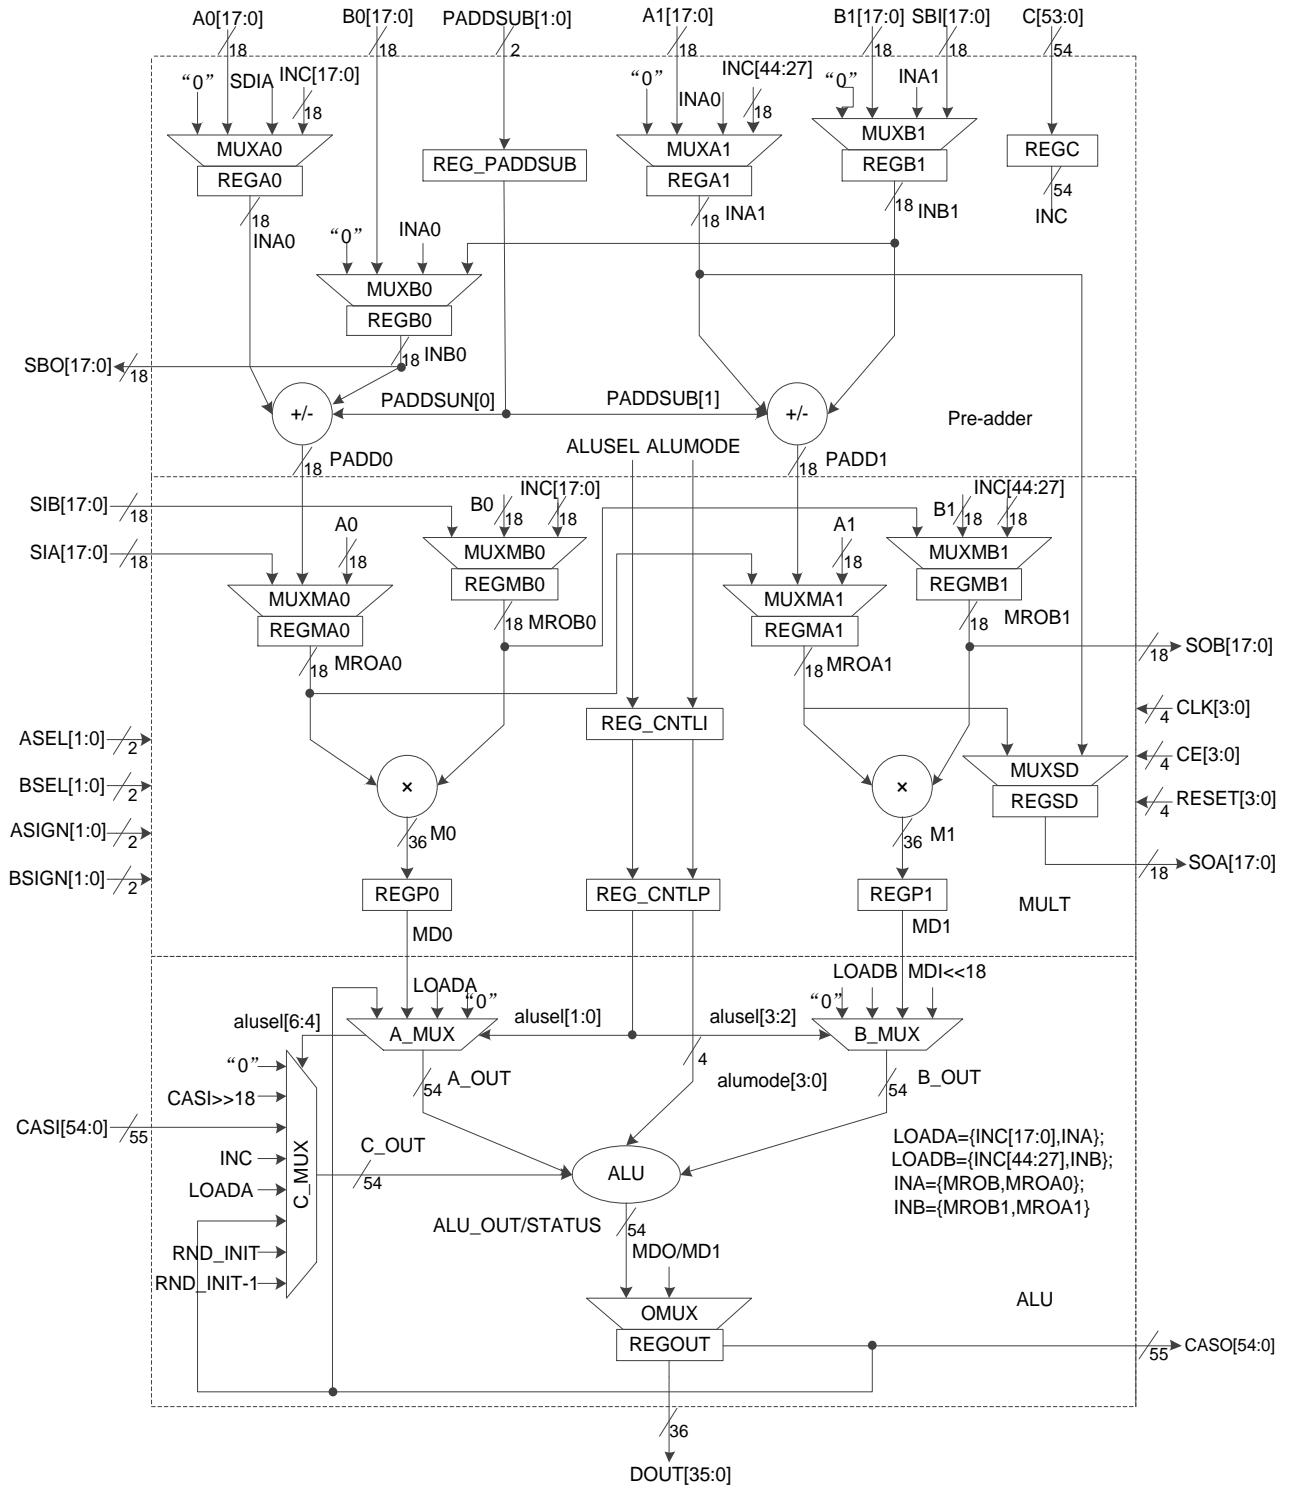 A0[17:0] B0[17:0] PADDSUB[1:0] A1[17:0] B1[17:0] SBI[17:0] C[53:0]
18 18 2 18 18 18 54
“0” SDIA INC[17:0] 18
“0” INA0 INC[44:27] 18
“0” INA1
MUXA0
REGA0
REG_PADDSUB
MUXA1
REGA1
MUXB1
REGB1
REGC
18 INA0
18 INA1
18 INB1
54
INC
“0” INA0
MUXB0
REGB0
18 INB0
SBO[17:0] 18
+/- PADDSUN[0] PADDSUB[1] +/-
Pre-adder
18 PADD0
ALUSEL ALUMODE
18 PADD1
SIB[17:0] 18
B0 18 INC[17:0] 18
B1 18 INC[44:27] 18
SIA[17:0] 18
A0 18
A1 18
MUXMB0
REGMB0
MUXMB1
REGMB1
MUXMA0
REGMA0
MUXMA1
REGMA1
18 MROB0
18 MROB1
18 MROA0
18 MROA1
18 SOB[17:0]
REG_CNTLI
4 CLK[3:0]
ASEL[1:0] 2
4 CE[3:0]
BSEL[1:0] 2
× ×
MUXSD
REGSD
4 RESET[3:0]
ASIGN[1:0] 2
36 M0
36 M1
18 SOA[17:0]
BSIGN[1:0] 2
REGP0 REG_CNTLP REGP1
MULT
MD0 MD1
LOADA “0”
“0” LOADB MDI<<18
alusel[6:4] A_MUX alusel[1:0] alusel[3:2] B_MUX
“0”
54 A_OUT
4
alumode[3:0]
54 B_OUT
CASI>>18
CASI[54:0] 55
INC
LOADA
RND_INIT
RND_INIT-1
C_MUX
C_OUT
54
ALU
LOADA={INC[17:0],INA};
LOADB={INC[44:27],INB};
INA={MROB,MROA0};
INB={MROB1,MROA1}
ALU_OUT/STATUS 54
MDO/MD1
OMUX
REGOUT
ALU
55 CASO[54:0]
36
DOUT[35:0]